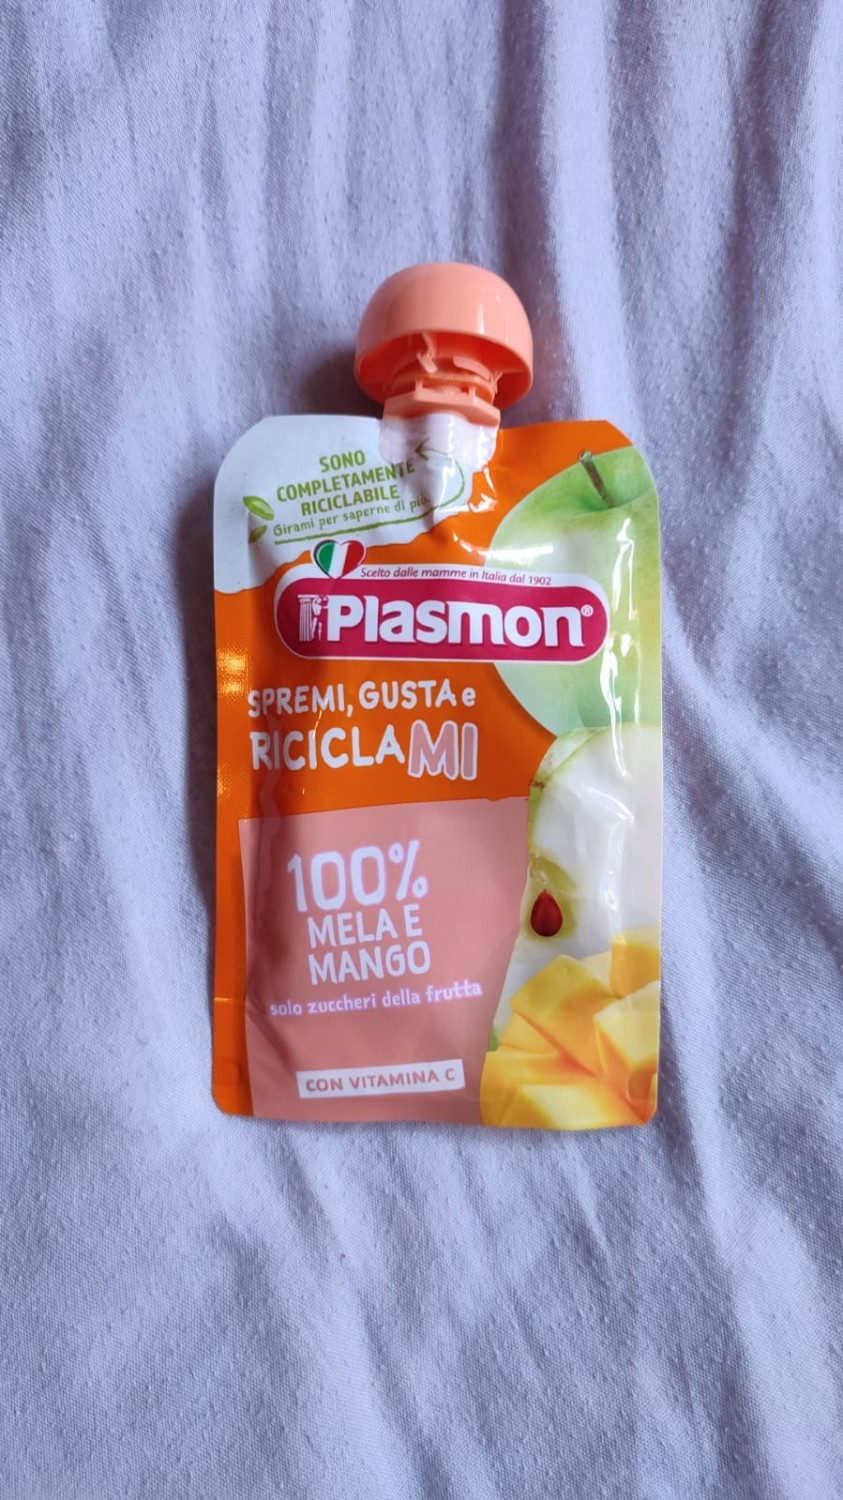 SONO
COMPLETAMENTE
RICICLABILE
Girami per saperne di più.
Scelto dalle mamme in Italia dal 1902
Plasmon®
SPREMI, GUSTA e
RICICLAMI
100%
MELA E
MANGO
solo zuccheri della frutta
CON VITAMINA C